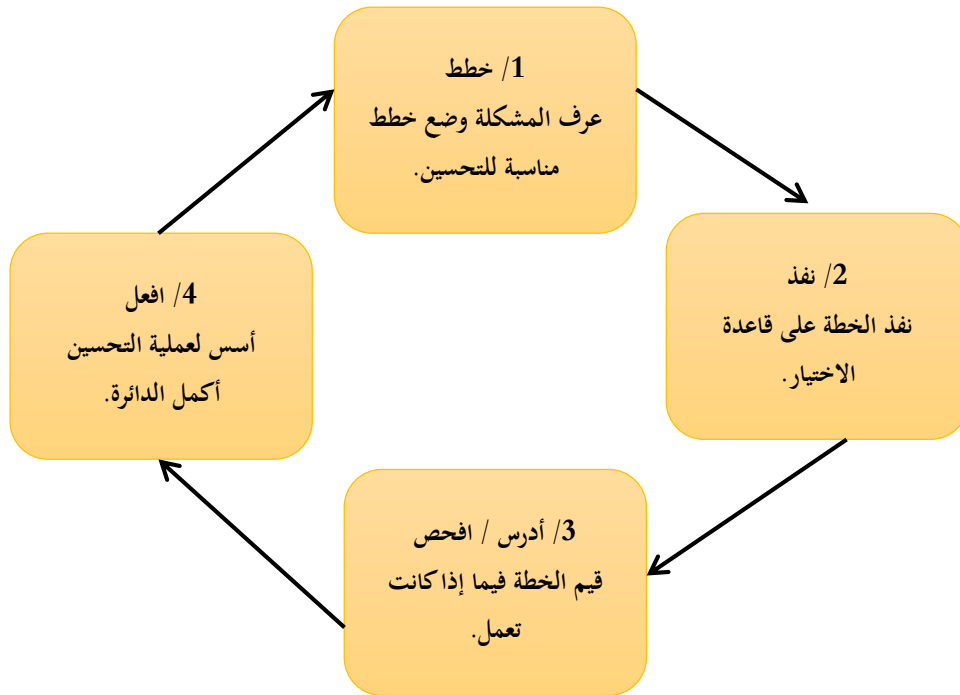 1/ خطط
عرف المشكلة وضع خطط
مناسبة للتحسين.
2/ نفذ
نفذ الخطة على قاعدة
الاختيار.
3/ أدرس / افحص
قيم الخطة فيما إذا كانت
تعمل.
4/ افعل
أسس لعملية التحسين
أكمل الدائرة.